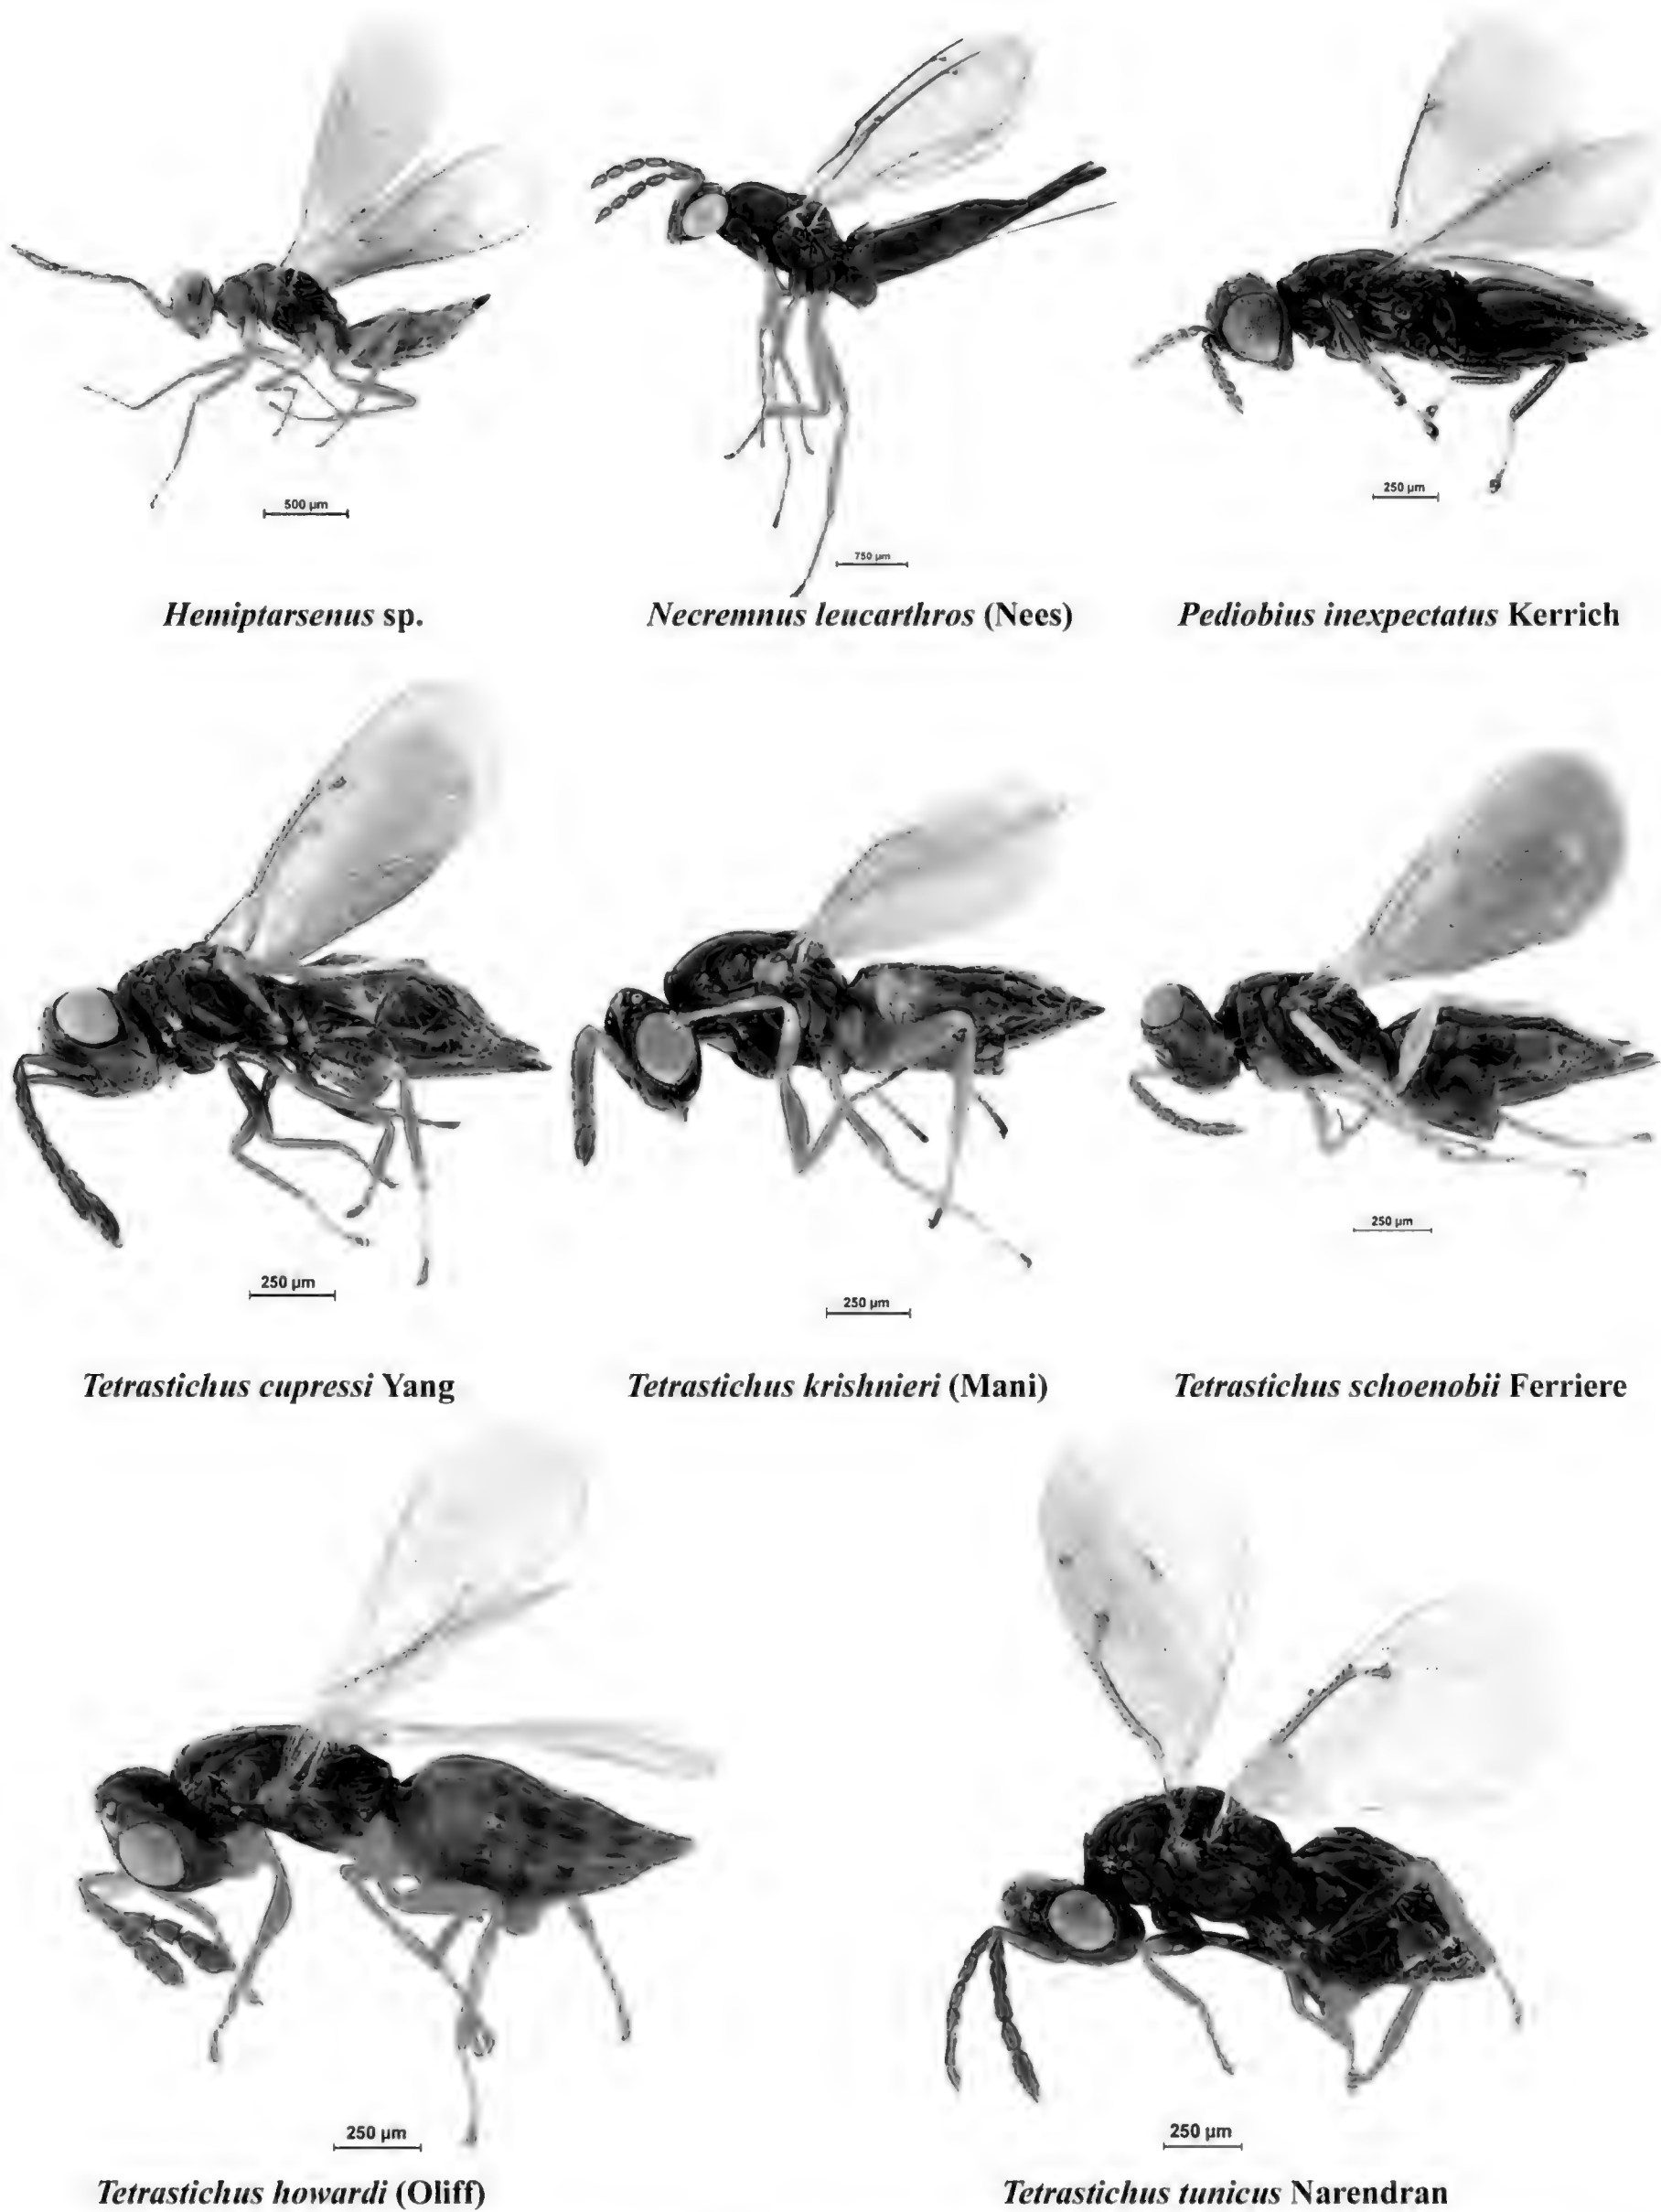 500 µm
750 µm
250 µm
Hemiptarsenus sp.
Necremnus leucarthros (Nees)
Pediobius inexpectatus Kerrich
250 µm
250 µm
250 µm
Tetrastichus cupressi Yang
Tetrastichus krishnieri (Mani)
Tetrastichus schoenobii Ferriere
250 µm
250 µm
Tetrastichus howardi (Oliff)
Tetrastichus tunicus Narendran